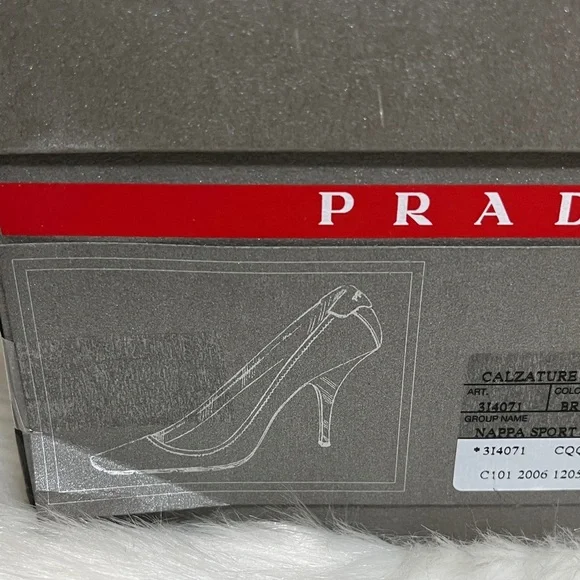 PRAD
CALZATURE
ART. COLO
3I4071 BR
GROUP NAME
NAPPA SPORT
*3I4071 CQC
C101 2006 1205